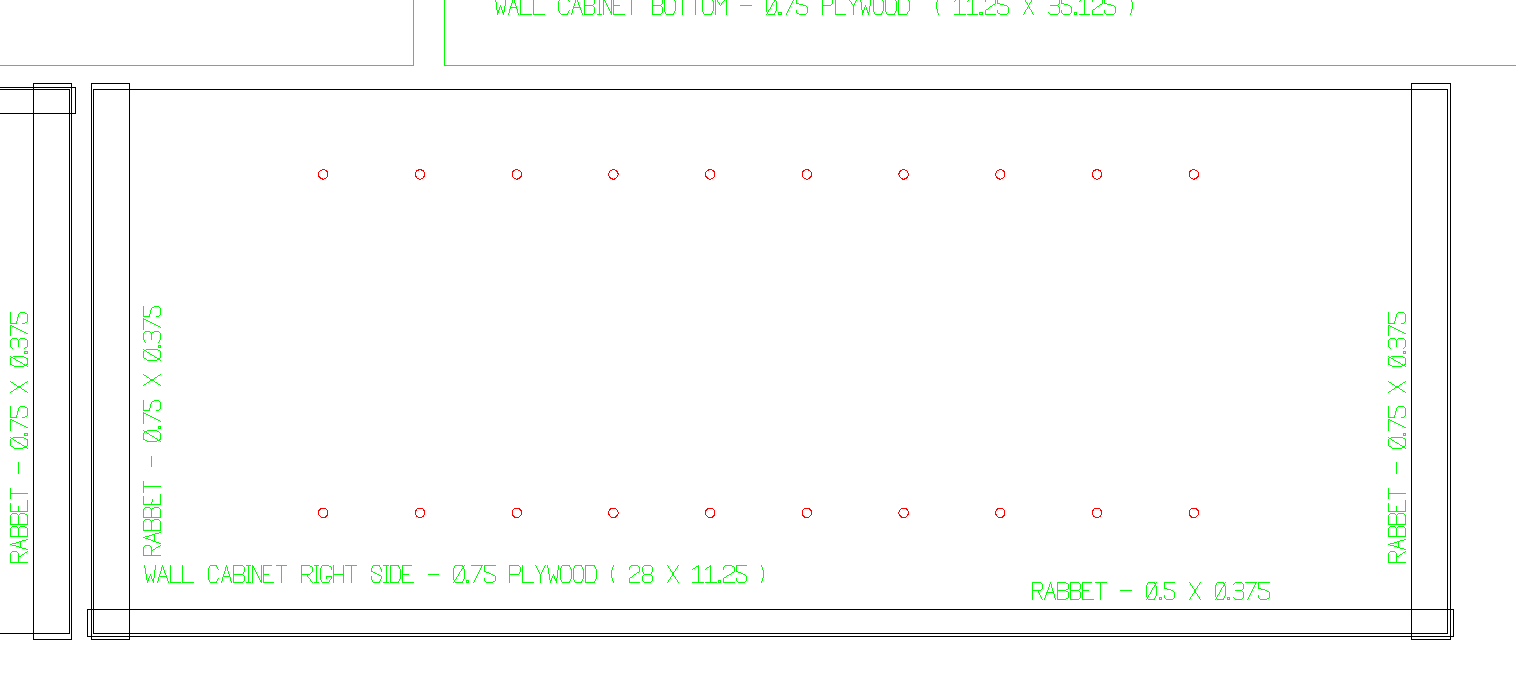 WALL CABINET BOTTOM - 0.75 PLYWOOD ( 11.25 X 35.125 )
RABBET - 0.75 X 0.375
RABBET - 0.75 X 0.375
RABBET - 0.75 X 0.375
WALL CABINET RIGHT SIDE - 0.75 PLYWOOD ( 28 X 11.25 )
RABBET - 0.5 X 0.375